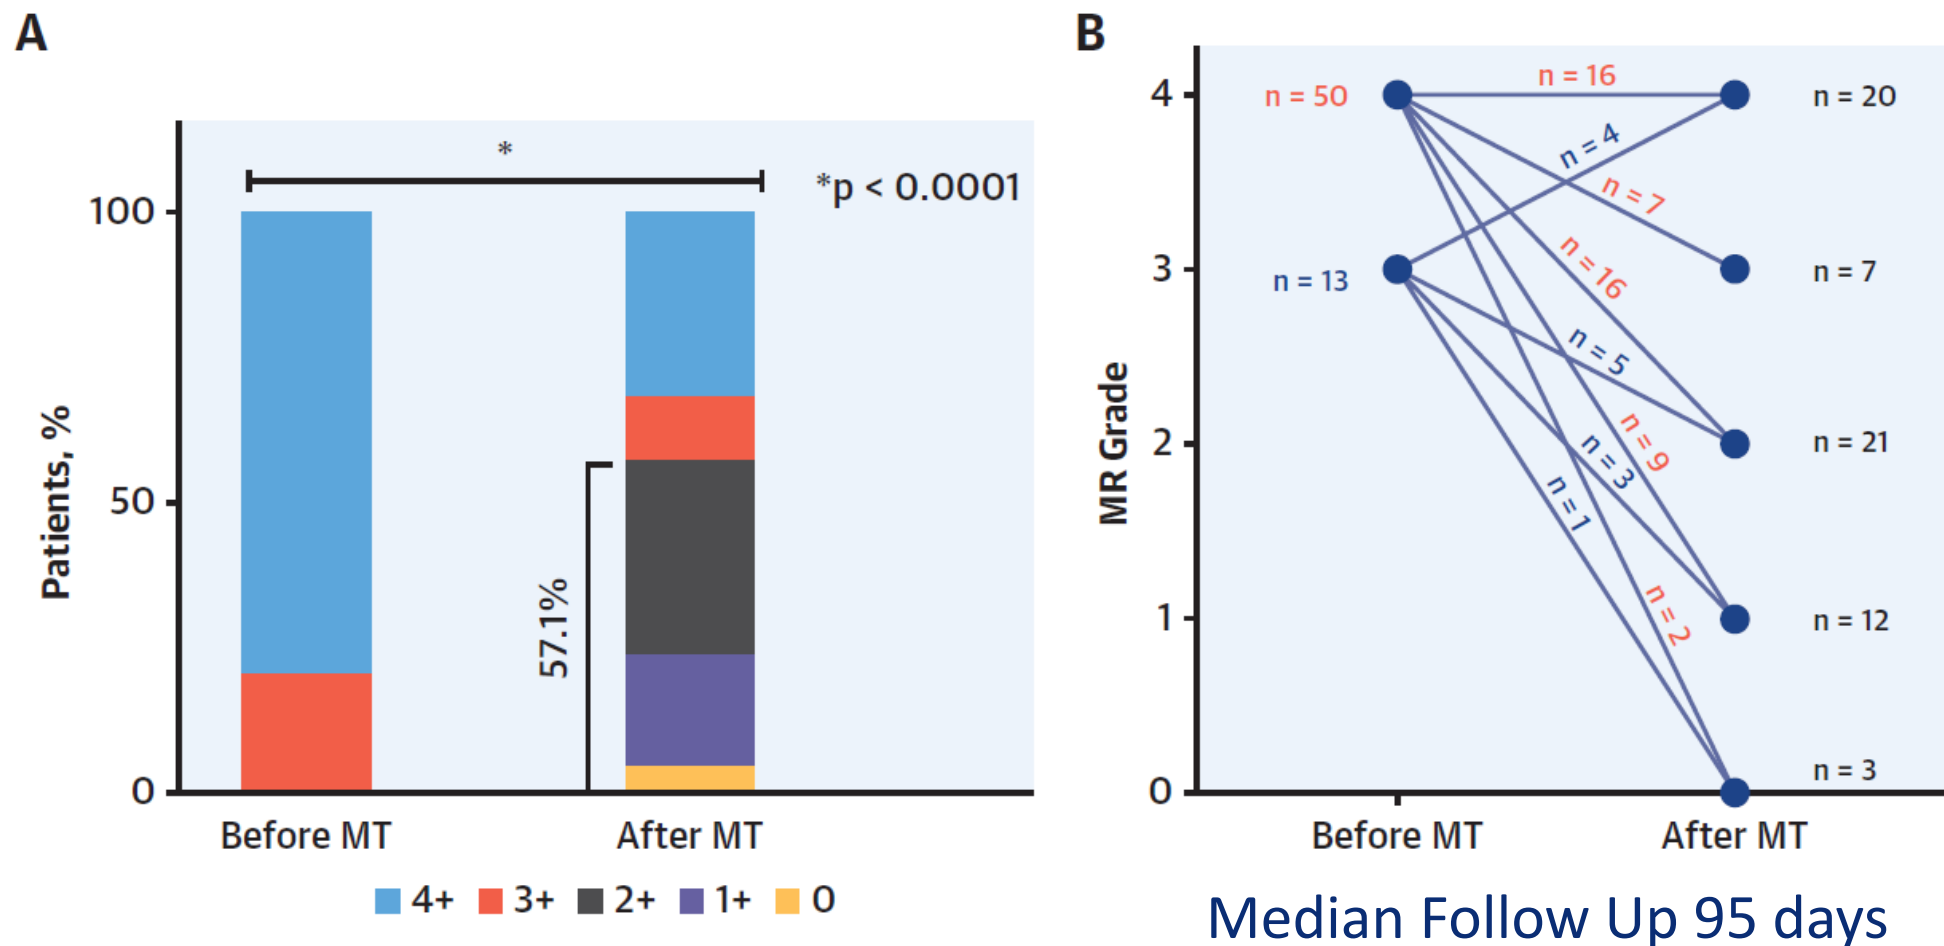 A
*
*p < 0.0001
100
50
0
Patients, %
57.1%
Before MT
After MT
4+
3+
2+
1+
0
B
4
3
2
1
0
MR Grade
n = 50
n = 13
n = 16
n = 4
n = 7
n = 16
n = 5
n = 9
n = 3
n = 1
n = 2
n = 20
n = 7
n = 21
n = 12
n = 3
Before MT
After MT
Median Follow Up 95 days